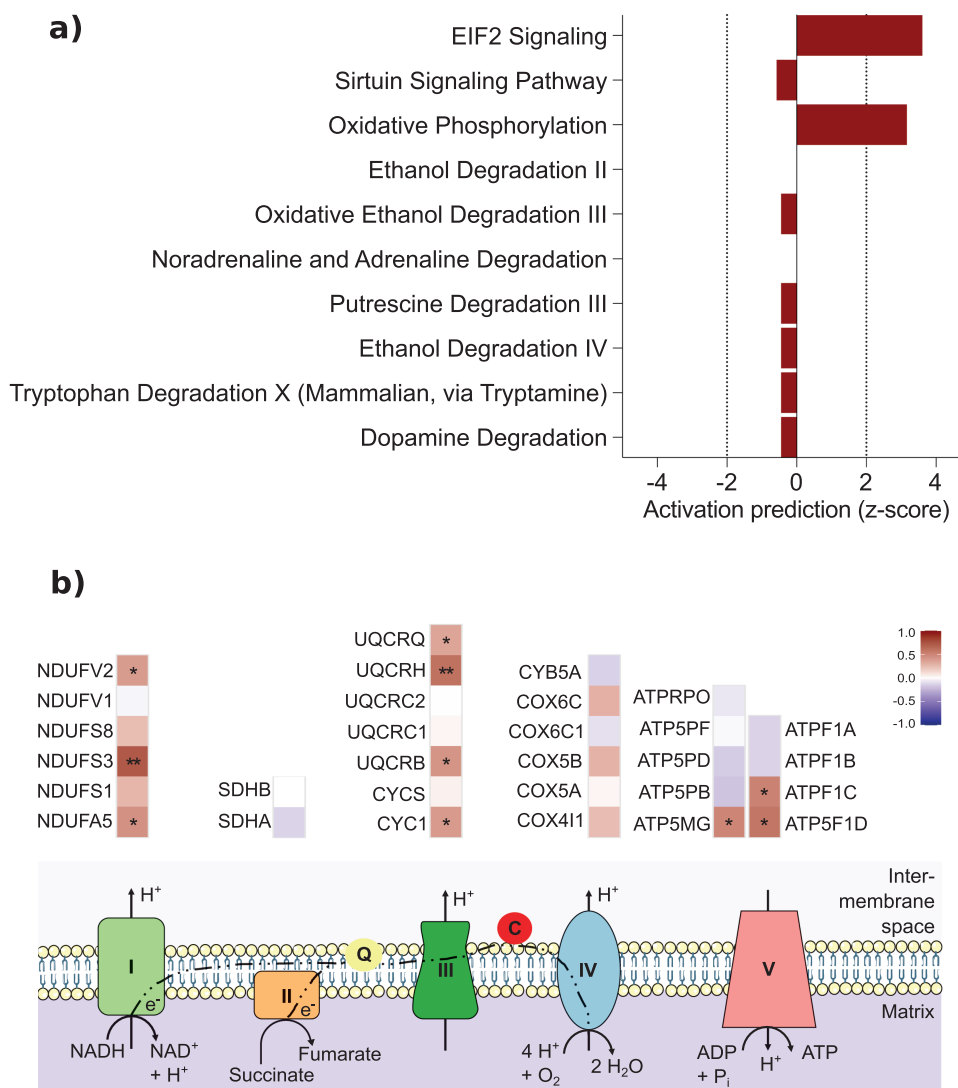 a)
EIF2 Signaling
Sirtuin Signaling Pathway
Oxidative Phosphorylation
Ethanol Degradation II
Oxidative Ethanol Degradation III
Noradrenaline and Adrenaline Degradation
Putrescine Degradation III
Ethanol Degradation IV
Tryptophan Degradation X (Mammalian, via Tryptamine)
Dopamine Degradation
-4 -2 0 2 4
Activation prediction (z-score)
b)
NDUFV2 *
NDUFV1
NDUFS8
NDUFS3 **
NDUFS1
NDUFA5 *
SDHB
SDHA
UQCRQ *
UQCRH **
UQCRC2
UQCRC1
UQCRB *
CYCS
CYC1 *
CYB5A
COX6C
COX6C1
COX5B
COX5A
COX4I1
ATPRPO
ATP5PF ATPF1A
ATP5PD ATPF1B
ATP5PB * ATPF1C
ATP5MG * * ATP5F1D
1.0
0.5
0.0
-0.5
-1.0
Inter-
membrane
space
H+ H+ H+
I II Q III C IV V
e- e-
Matrix
NADH NAD+
+ H+
Succinate Fumarate
4 H+
+ O2
2 H2O
ADP
+ Pi
H+
ATP